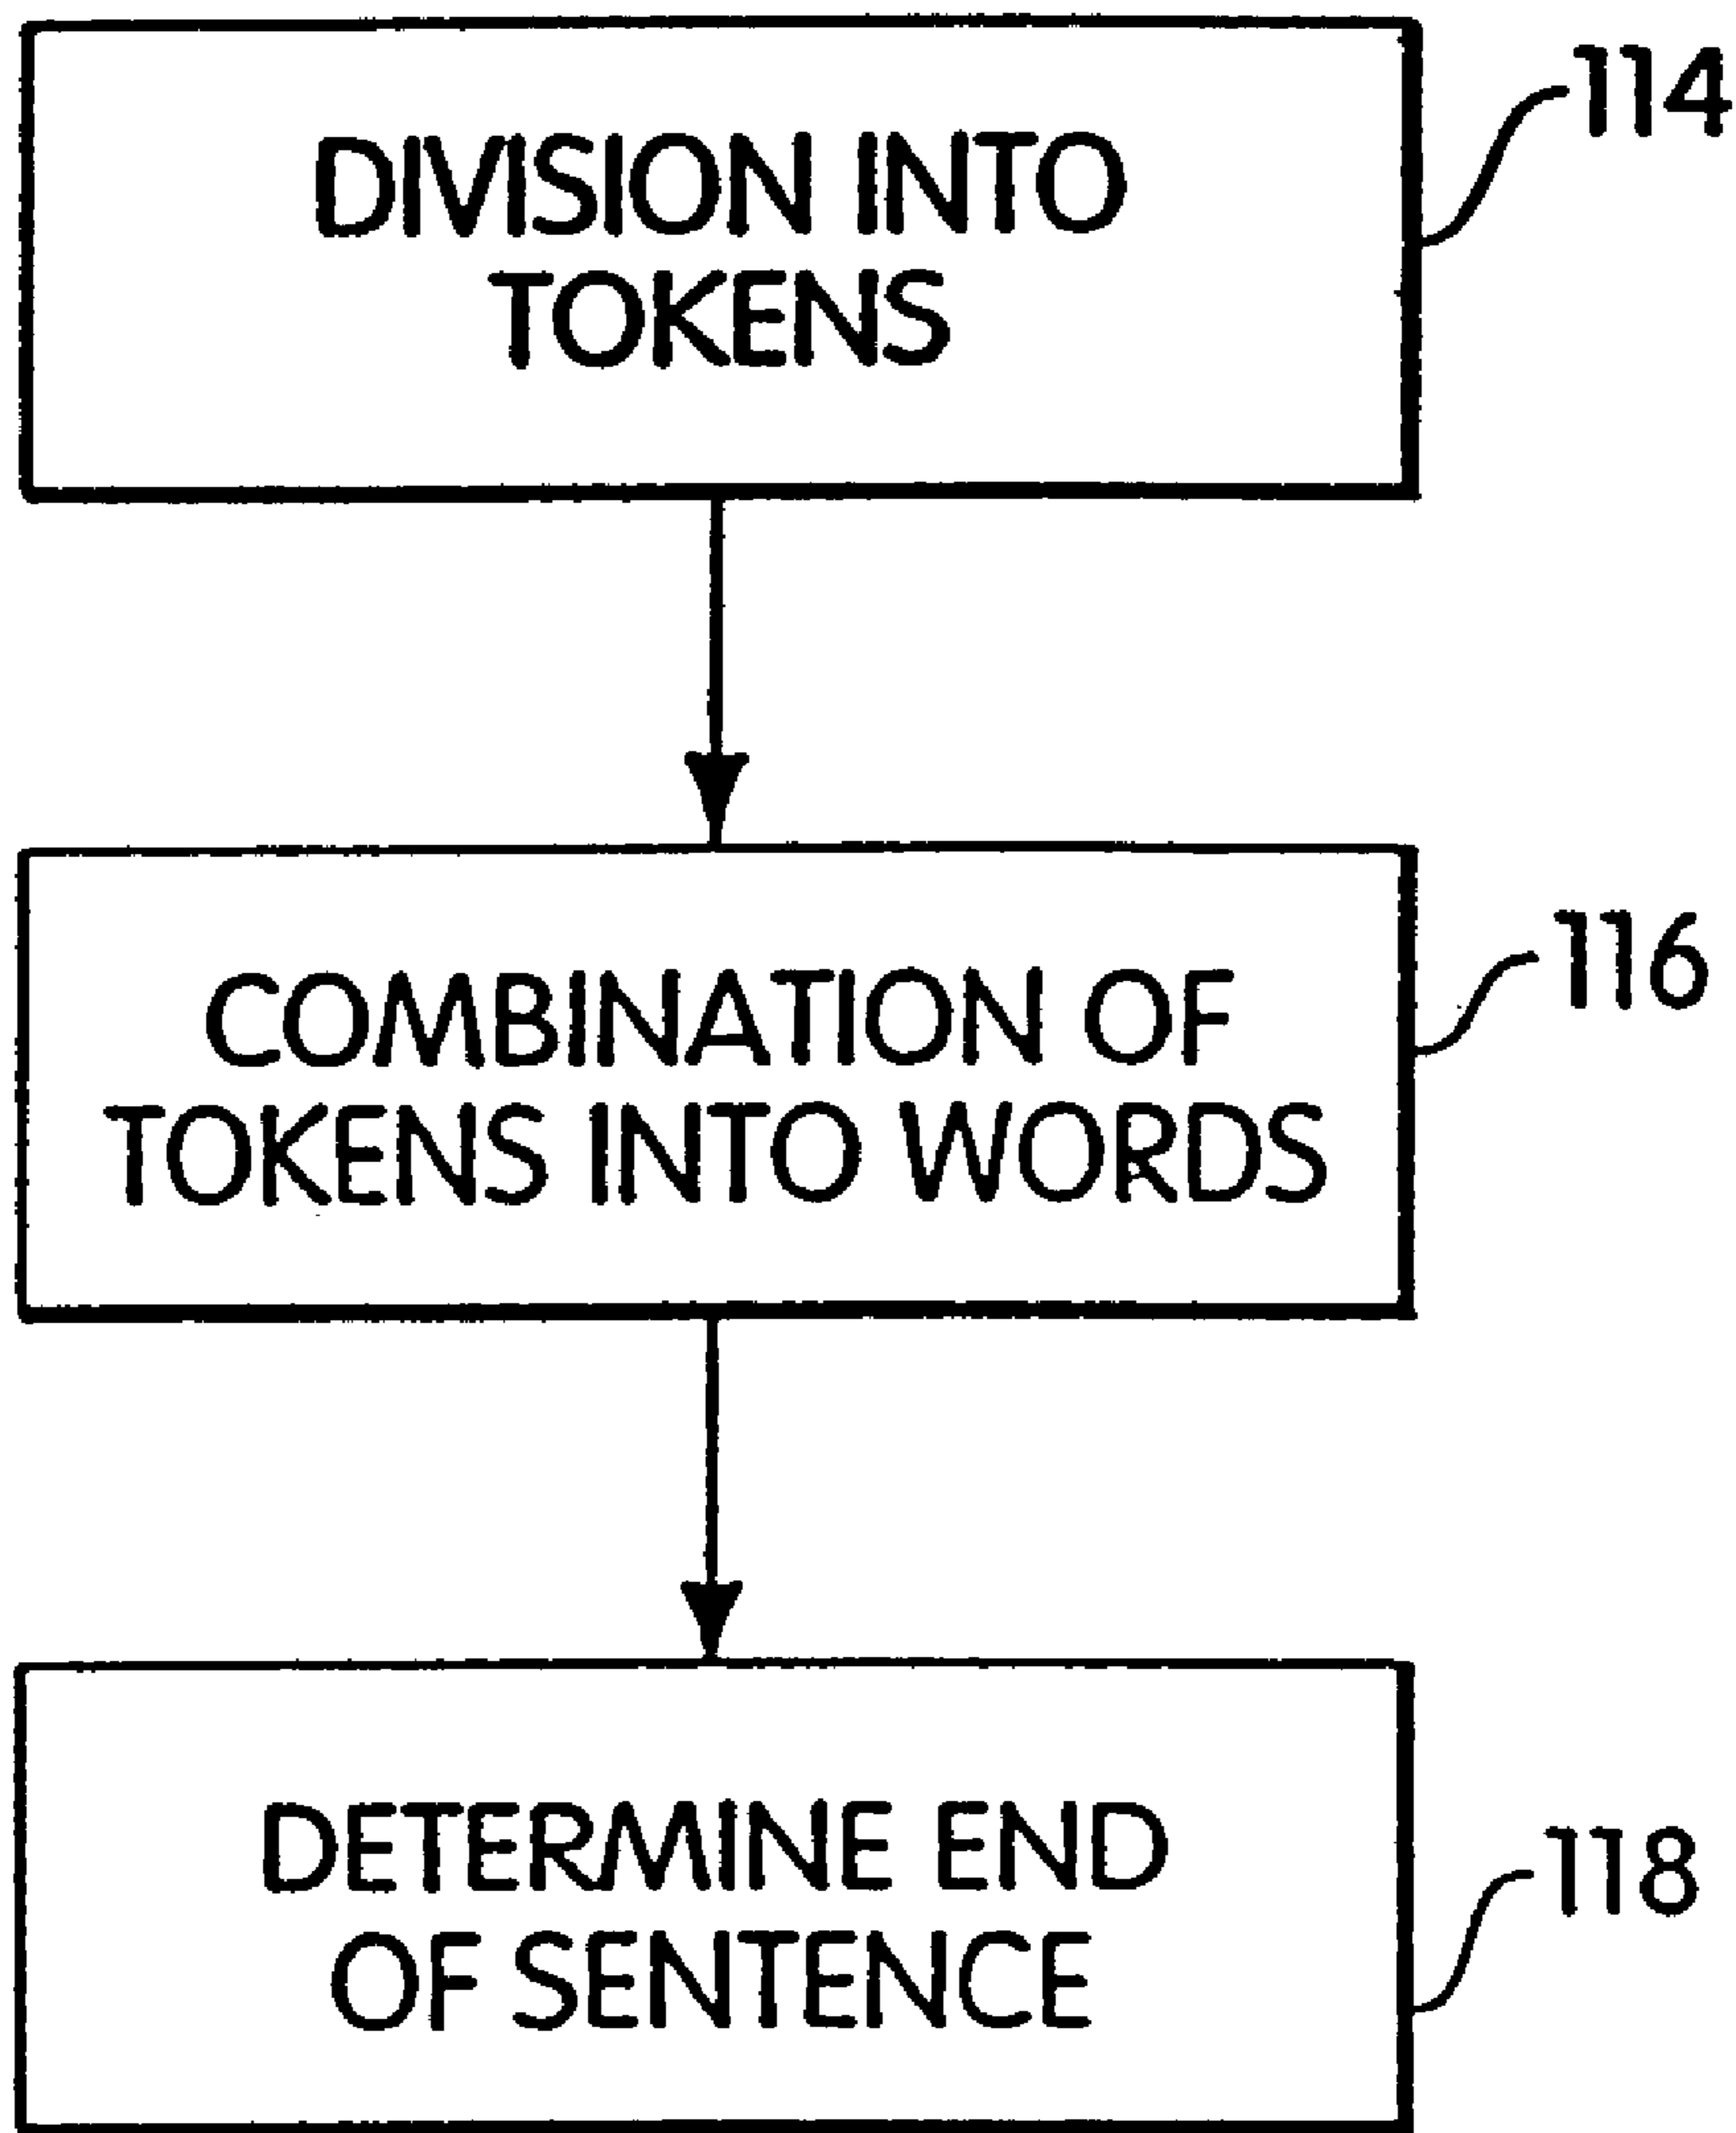 DIVISION INTO
TOKENS
114
COMBINATION OF
TOKENS INTO WORDS
116
DETERMINE END
OF SENTENCE
118